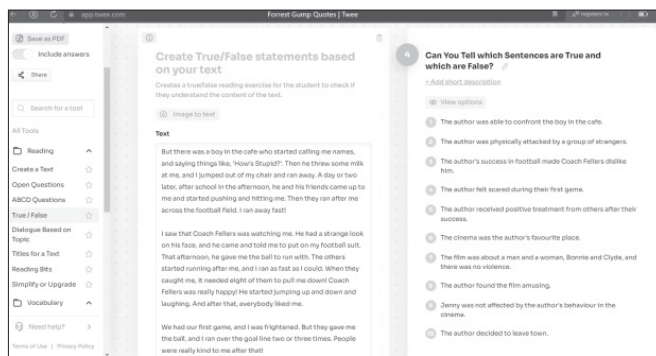 app.twee.com
Forrest Gump Quotes | Twee
Save as PDF
Include answers
Share
Search for a tool
All Tools
Reading
Create a Text
Open Questions
ABCD Questions
True / False
Dialogue Based on
Topic
Titles for a Text
Reading Bits
Simplify or Upgrade
Vocabulary
Need help?
Terms of Use | Privacy Policy
Create True/False statements based
on your text
Creates a true/false reading exercise for the student to check if
they understand the content of the text.
Image to text
Text
But there was a boy in the cafe who started calling me names,
and saying things like, 'How's Stupid?'. Then he threw some milk
at me, and I jumped out of my chair and ran away. A day or two
later, after school in the afternoon, he and his friends came up to
me and started pushing and hitting me. Then they ran after me
across the football field. I ran away fast!
I saw that Coach Fellers was watching me. He had a strange look
on his face, and he came and told me to put on my football suit.
That afternoon, he gave me the ball to run with. The others
started running after me, and I ran as fast as I could. When they
caught me, it needed eight of them to pull me down! Coach
Fellers was really happy! He started jumping up and down and
laughing. And after that, everybody liked me.
We had our first game, and I was frightened. But they gave me
the ball, and I ran over the goal line two or three times. People
were really kind to me after that!
4
Can You Tell which Sentences are True and
which are False?
+ Add short description
View options
1 The author was able to confront the boy in the cafe.
2 The author was physically attacked by a group of strangers.
3 The author's success in football made Coach Fellers dislike
him.
4 The author felt scared during their first game.
5 The author received positive treatment from others after their
success.
6 The cinema was the author's favourite place.
7 The film was about a man and a woman, Bonnie and Clyde, and
there was no violence.
8 The author found the film amusing.
9 Jenny was not affected by the author's behaviour in the
cinema.
10 The author decided to leave town.